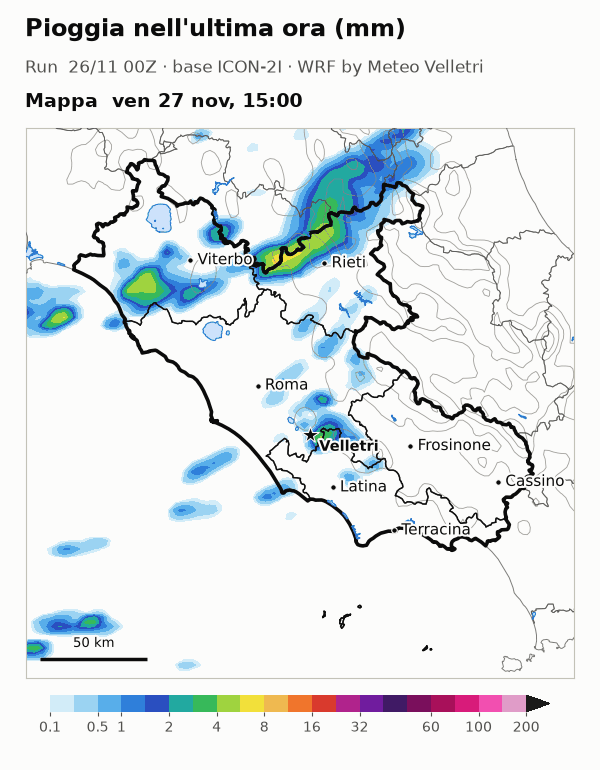 Pioggia nell'ultima ora (mm)
Run  26/11 00Z · base ICON-2I · WRF by Meteo Velletri
Mappa  ven 27 nov, 15:00
Viterbo
Rieti
Roma
Velletri
Frosinone
Cassino
Latina
Terracina
50 km
0.1 0.5 1 2 4 8 16 32 60 100 200